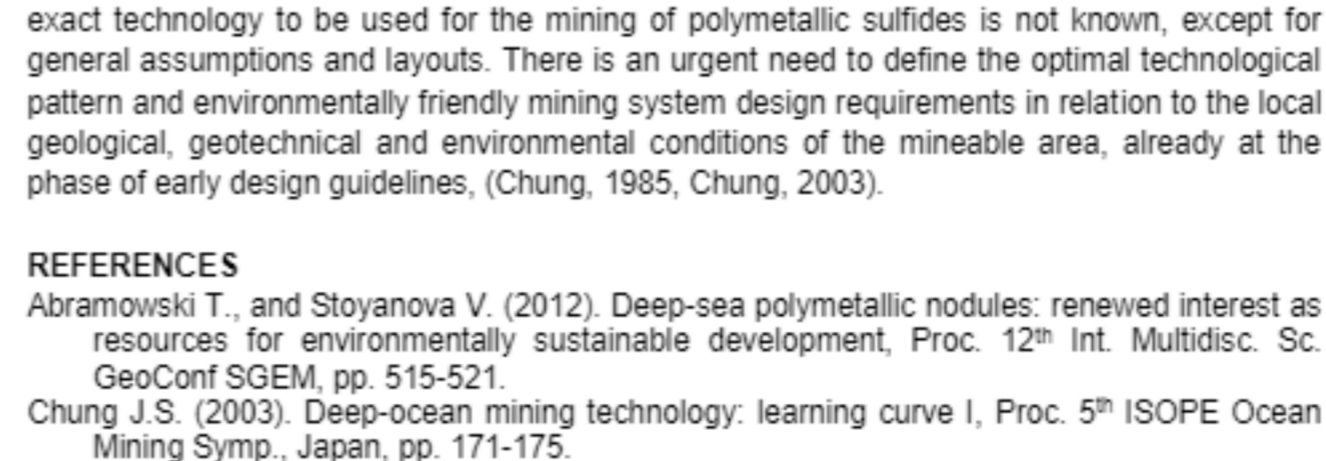 exact technology to be used for the mining of polymetallic sulfides is not known, except for
general assumptions and layouts. There is an urgent need to define the optimal technological
pattern and environmentally friendly mining system design requirements in relation to the local
geological, geotechnical and environmental conditions of the mineable area, already at the
phase of early design guidelines, (Chung, 1985, Chung, 2003).
REFERENCES
Abramowski T., and Stoyanova V. (2012). Deep-sea polymetallic nodules: renewed interest as
resources for environmentally sustainable development, Proc. 12th Int. Multidisc. Sc.
GeoConf SGEM, pp. 515-521.
Chung J.S. (2003). Deep-ocean mining technology: learning curve I, Proc. 5th ISOPE Ocean
Mining Symp., Japan, pp. 171-175.